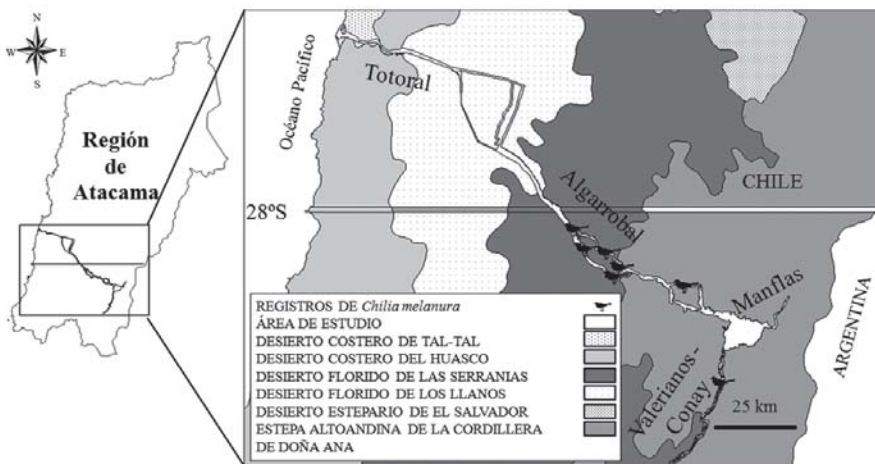 N
W
E
S
Región
de
Atacama
Océano Pacífico
Totoral
Algarrobal
CHILE
28ºS
Manflas
ARGENTINA
Valerianos-
Conay
25 km
REGISTROS DE Chilia melanura
ÁREA DE ESTUDIO
DESIERTO COSTERO DE TAL-TAL
DESIERTO COSTERO DEL HUASCO
DESIERTO FLORIDO DE LAS SERRANIAS
DESIERTO FLORIDO DE LOS LLANOS
DESIERTO ESTEPARIO DE EL SALVADOR
ESTEPA ALTOANDINA DE LA CORDILLERA
DE DOÑA ANA